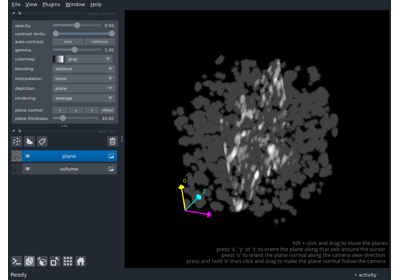 File View Plugins Window Help
layer controls
opacity: 0.50
contrast limits:
auto-contrast: once continuous
gamma: 1.00
colormap: gray
blending: additive
interpolation: linear
depiction: plane
rendering: average
plane normal: z y x oblique
plane thickness: 10.00
plane
volume
0
shift + click and drag to move the planes
press 'x', 'y' or 'z' to orient the plane along that axis around the cursor
press 'o' to orient the plane normal along the camera view direction
press and hold 'o' then click and drag to make the plane normal follow the camera
Ready
activity